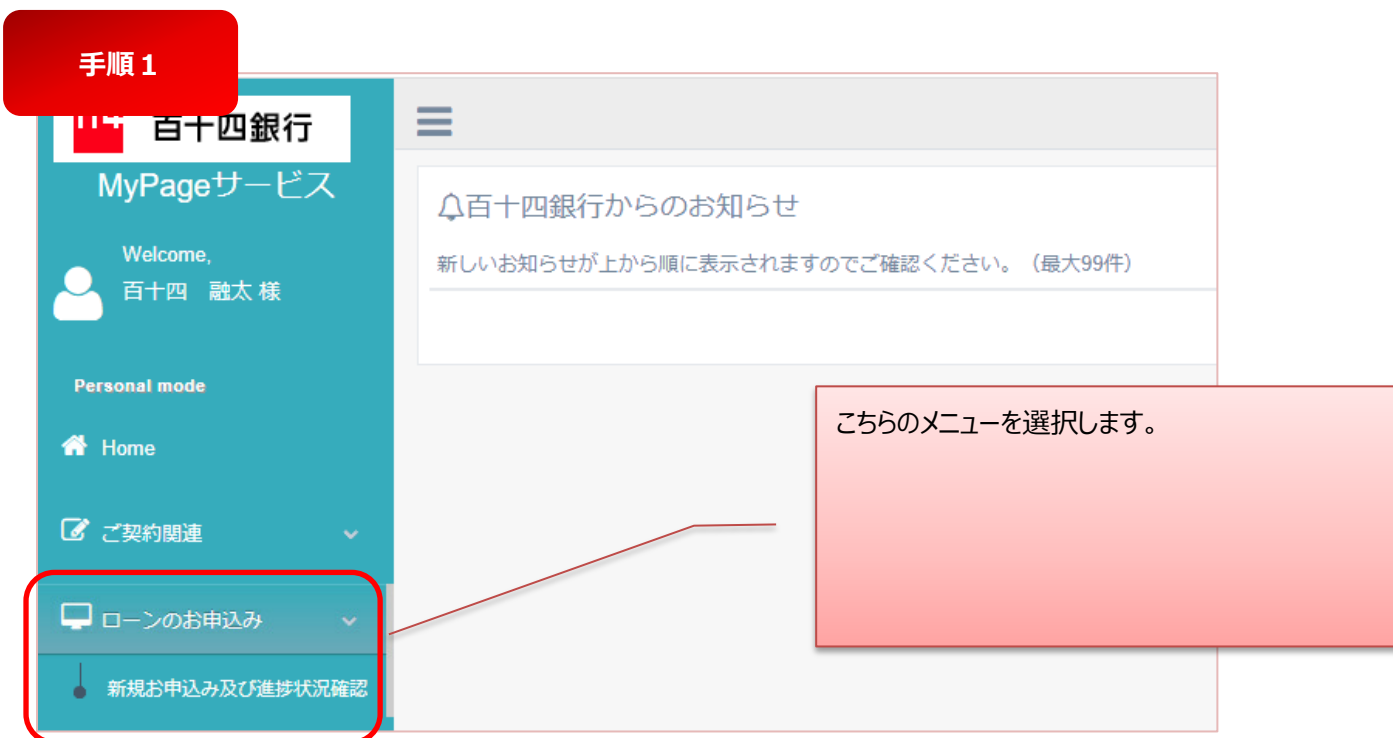 手順１
114 百十四銀行
MyPageサービス
Welcome,
百十四　融太 様
Personal mode
Home
ご契約関連
ローンのお申込み
新規お申込み及び進捗状況確認
百十四銀行からのお知らせ
新しいお知らせが上から順に表示されますのでご確認ください。（最大99件）
こちらのメニューを選択します。